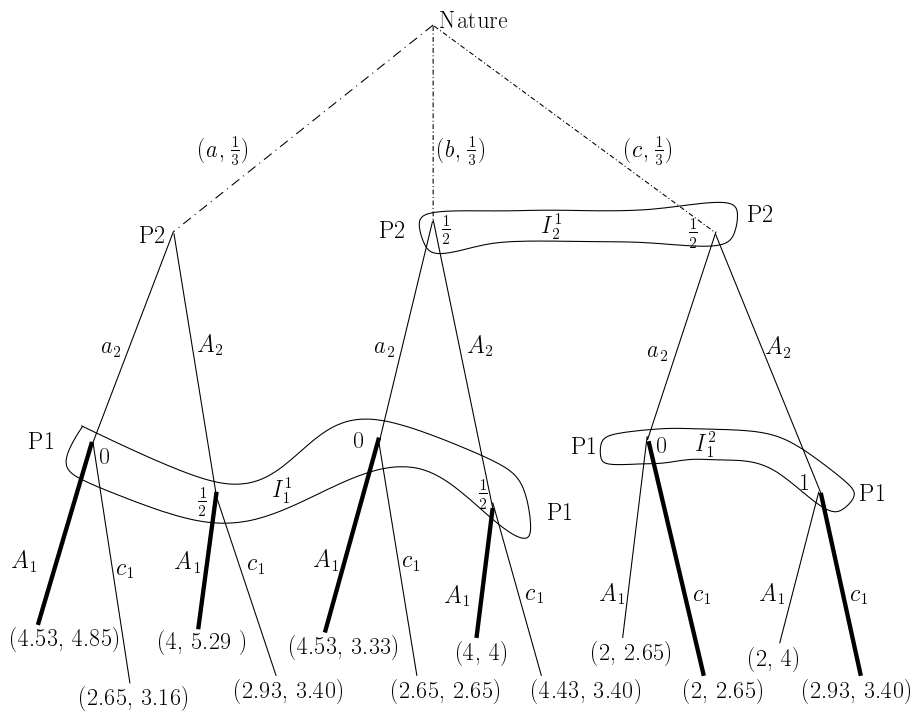 Nature
(a, 1/3) (b, 1/3) (c, 1/3)
P2 P2 1/2 I_2^1 1/2 P2
a_2 A_2 a_2 A_2 a_2 A_2
P1 0 1/2 I_1^1 0 1/2 P1 P1 0 I_1^2 1 P1
A_1 c_1 A_1 c_1 A_1 c_1 A_1 c_1 A_1 c_1 A_1 c_1
(4.53, 4.85) (4, 5.29 ) (4.53, 3.33) (4, 4) (2, 2.65) (2, 4)
(2.65, 3.16) (2.93, 3.40) (2.65, 2.65) (4.43, 3.40) (2, 2.65) (2.93, 3.40)